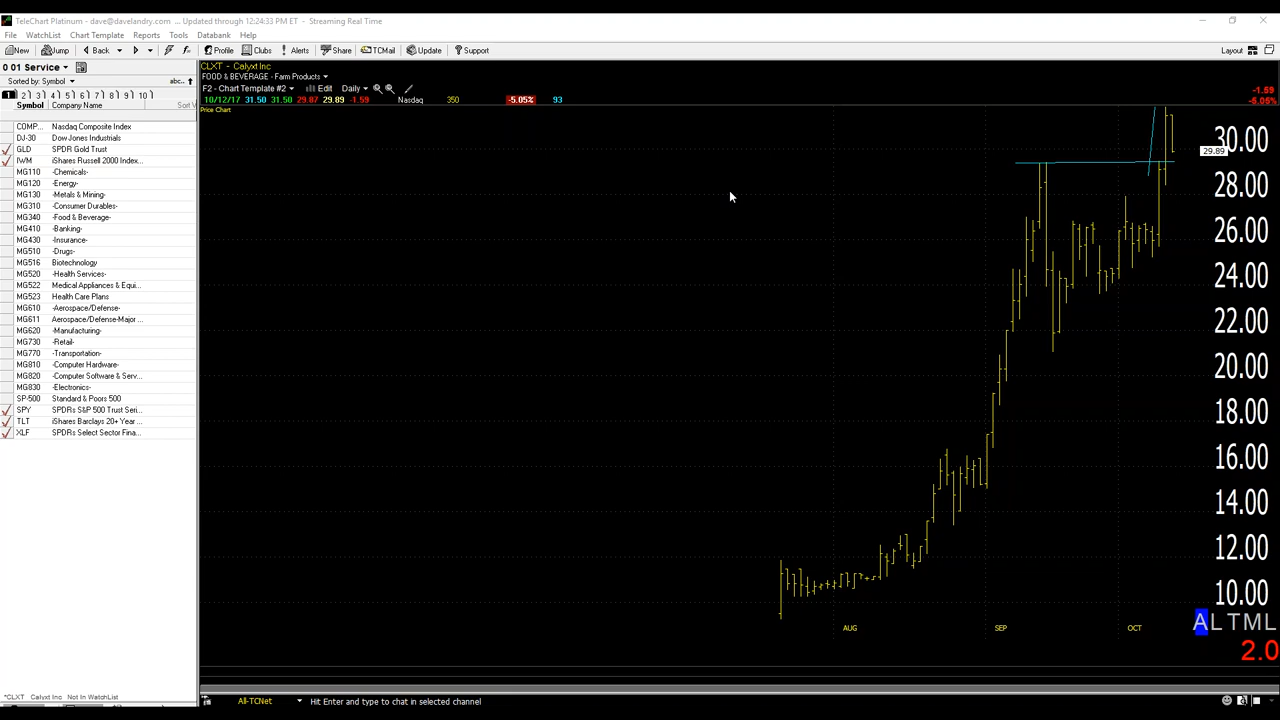 TeleChart Platinum - dave@davelandry.com ... Updated through 12:24:33 PM ET - Streaming Real Time
File WatchList Chart Template Reports Tools Databank Help
New Jump Back Profile Clubs Alerts Share TCMail Update Support Layout
0 01 Service
Sorted by: Symbol abc..
1 2 3 4 5 6 7 8 9 10
Symbol Company Name Sort V
COMP... Nasdaq Composite Index
DJ-30 Dow Jones Industrials
GLD SPDR Gold Trust
IWM iShares Russell 2000 Index...
MG110 -Chemicals-
MG120 -Energy-
MG130 -Metals & Mining-
MG310 -Consumer Durables-
MG340 -Food & Beverage-
MG410 -Banking-
MG430 -Insurance-
MG510 -Drugs-
MG516 Biotechnology
MG520 -Health Services-
MG522 Medical Appliances & Equi...
MG523 Health Care Plans
MG610 -Aerospace/Defense-
MG611 Aerospace/Defense-Major ...
MG620 -Manufacturing-
MG730 -Retail-
MG770 -Transportation-
MG810 -Computer Hardware-
MG820 -Computer Software & Serv...
MG830 -Electronics-
SP-500 Standard & Poors 500
SPY SPDRs S&P 500 Trust Seri...
TLT iShares Barclays 20+ Year ...
XLF SPDRs Select Sector Fina...
*CLXT Calyxt Inc Not In WatchList
CLXT - Calyxt Inc
FOOD & BEVERAGE - Farm Products
F2 - Chart Template #2 Edit Daily
10/12/17 31.50 31.50 29.87 29.89 -1.59 Nasdaq 350 -5.05% 93
-1.59
Price Chart
30.00
29.89
28.00
26.00
24.00
22.00
20.00
18.00
16.00
14.00
12.00
10.00
AUG SEP OCT
ALTML
2.0
All-TCNet Hit Enter and type to chat in selected channel